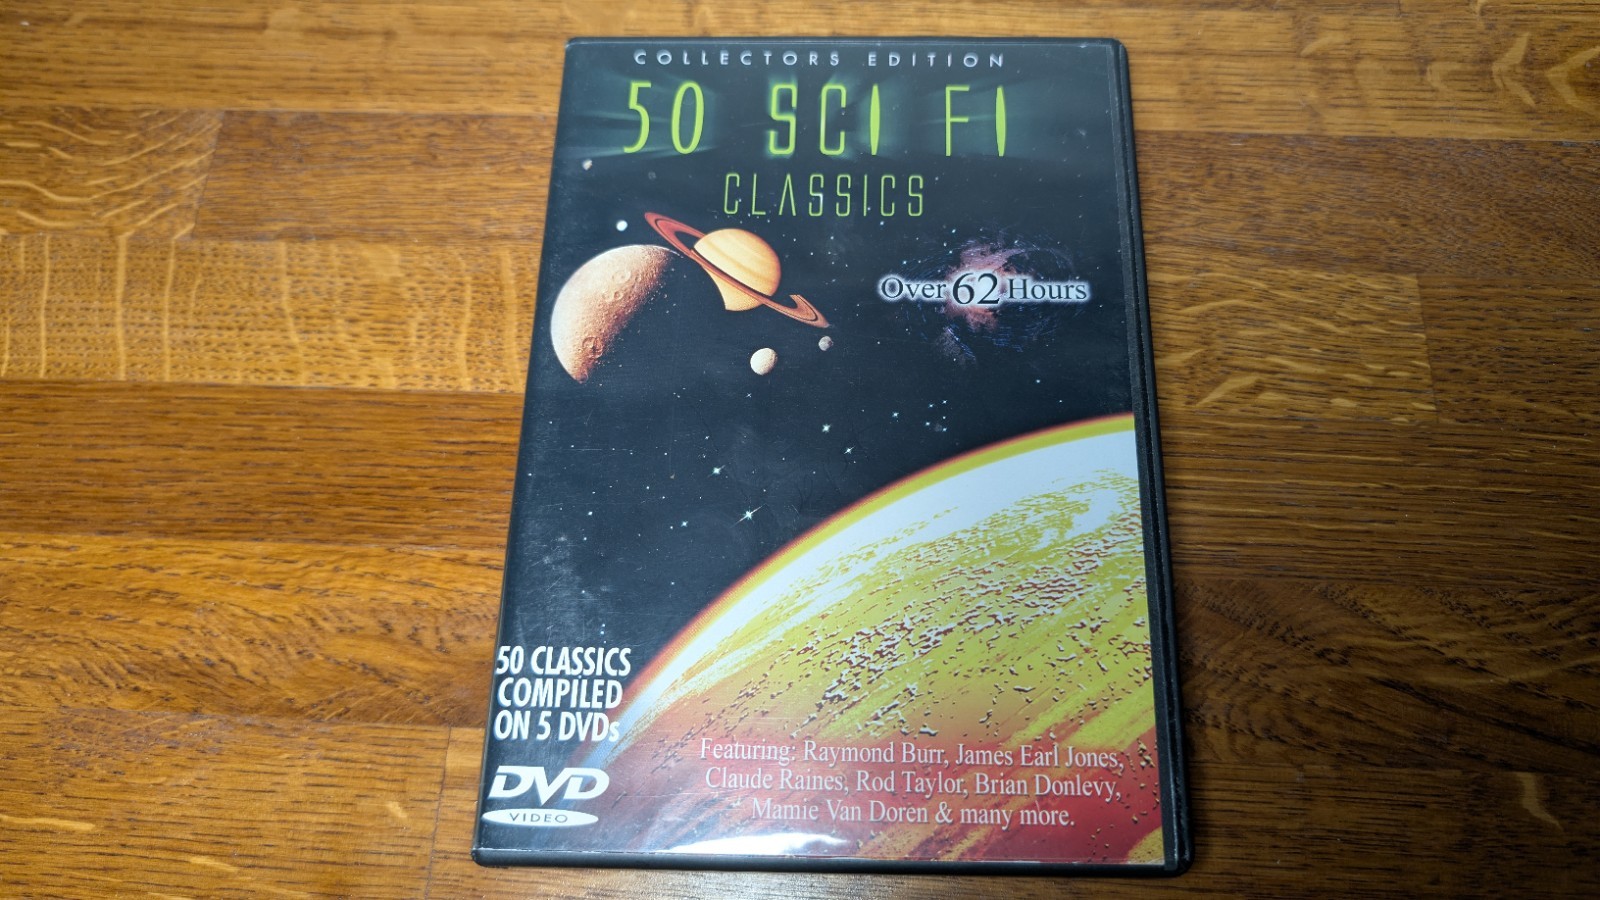 COLLECTORS EDITION
50 SCI FI
CLASSICS
Over 62 Hours
50 CLASSICS
COMPILED
ON 5 DVDs
DVD
VIDEO
Featuring: Raymond Burr, James Earl Jones,
Claude Raines, Rod Taylor, Brian Donlevy,
Mamie Van Doren & many more.